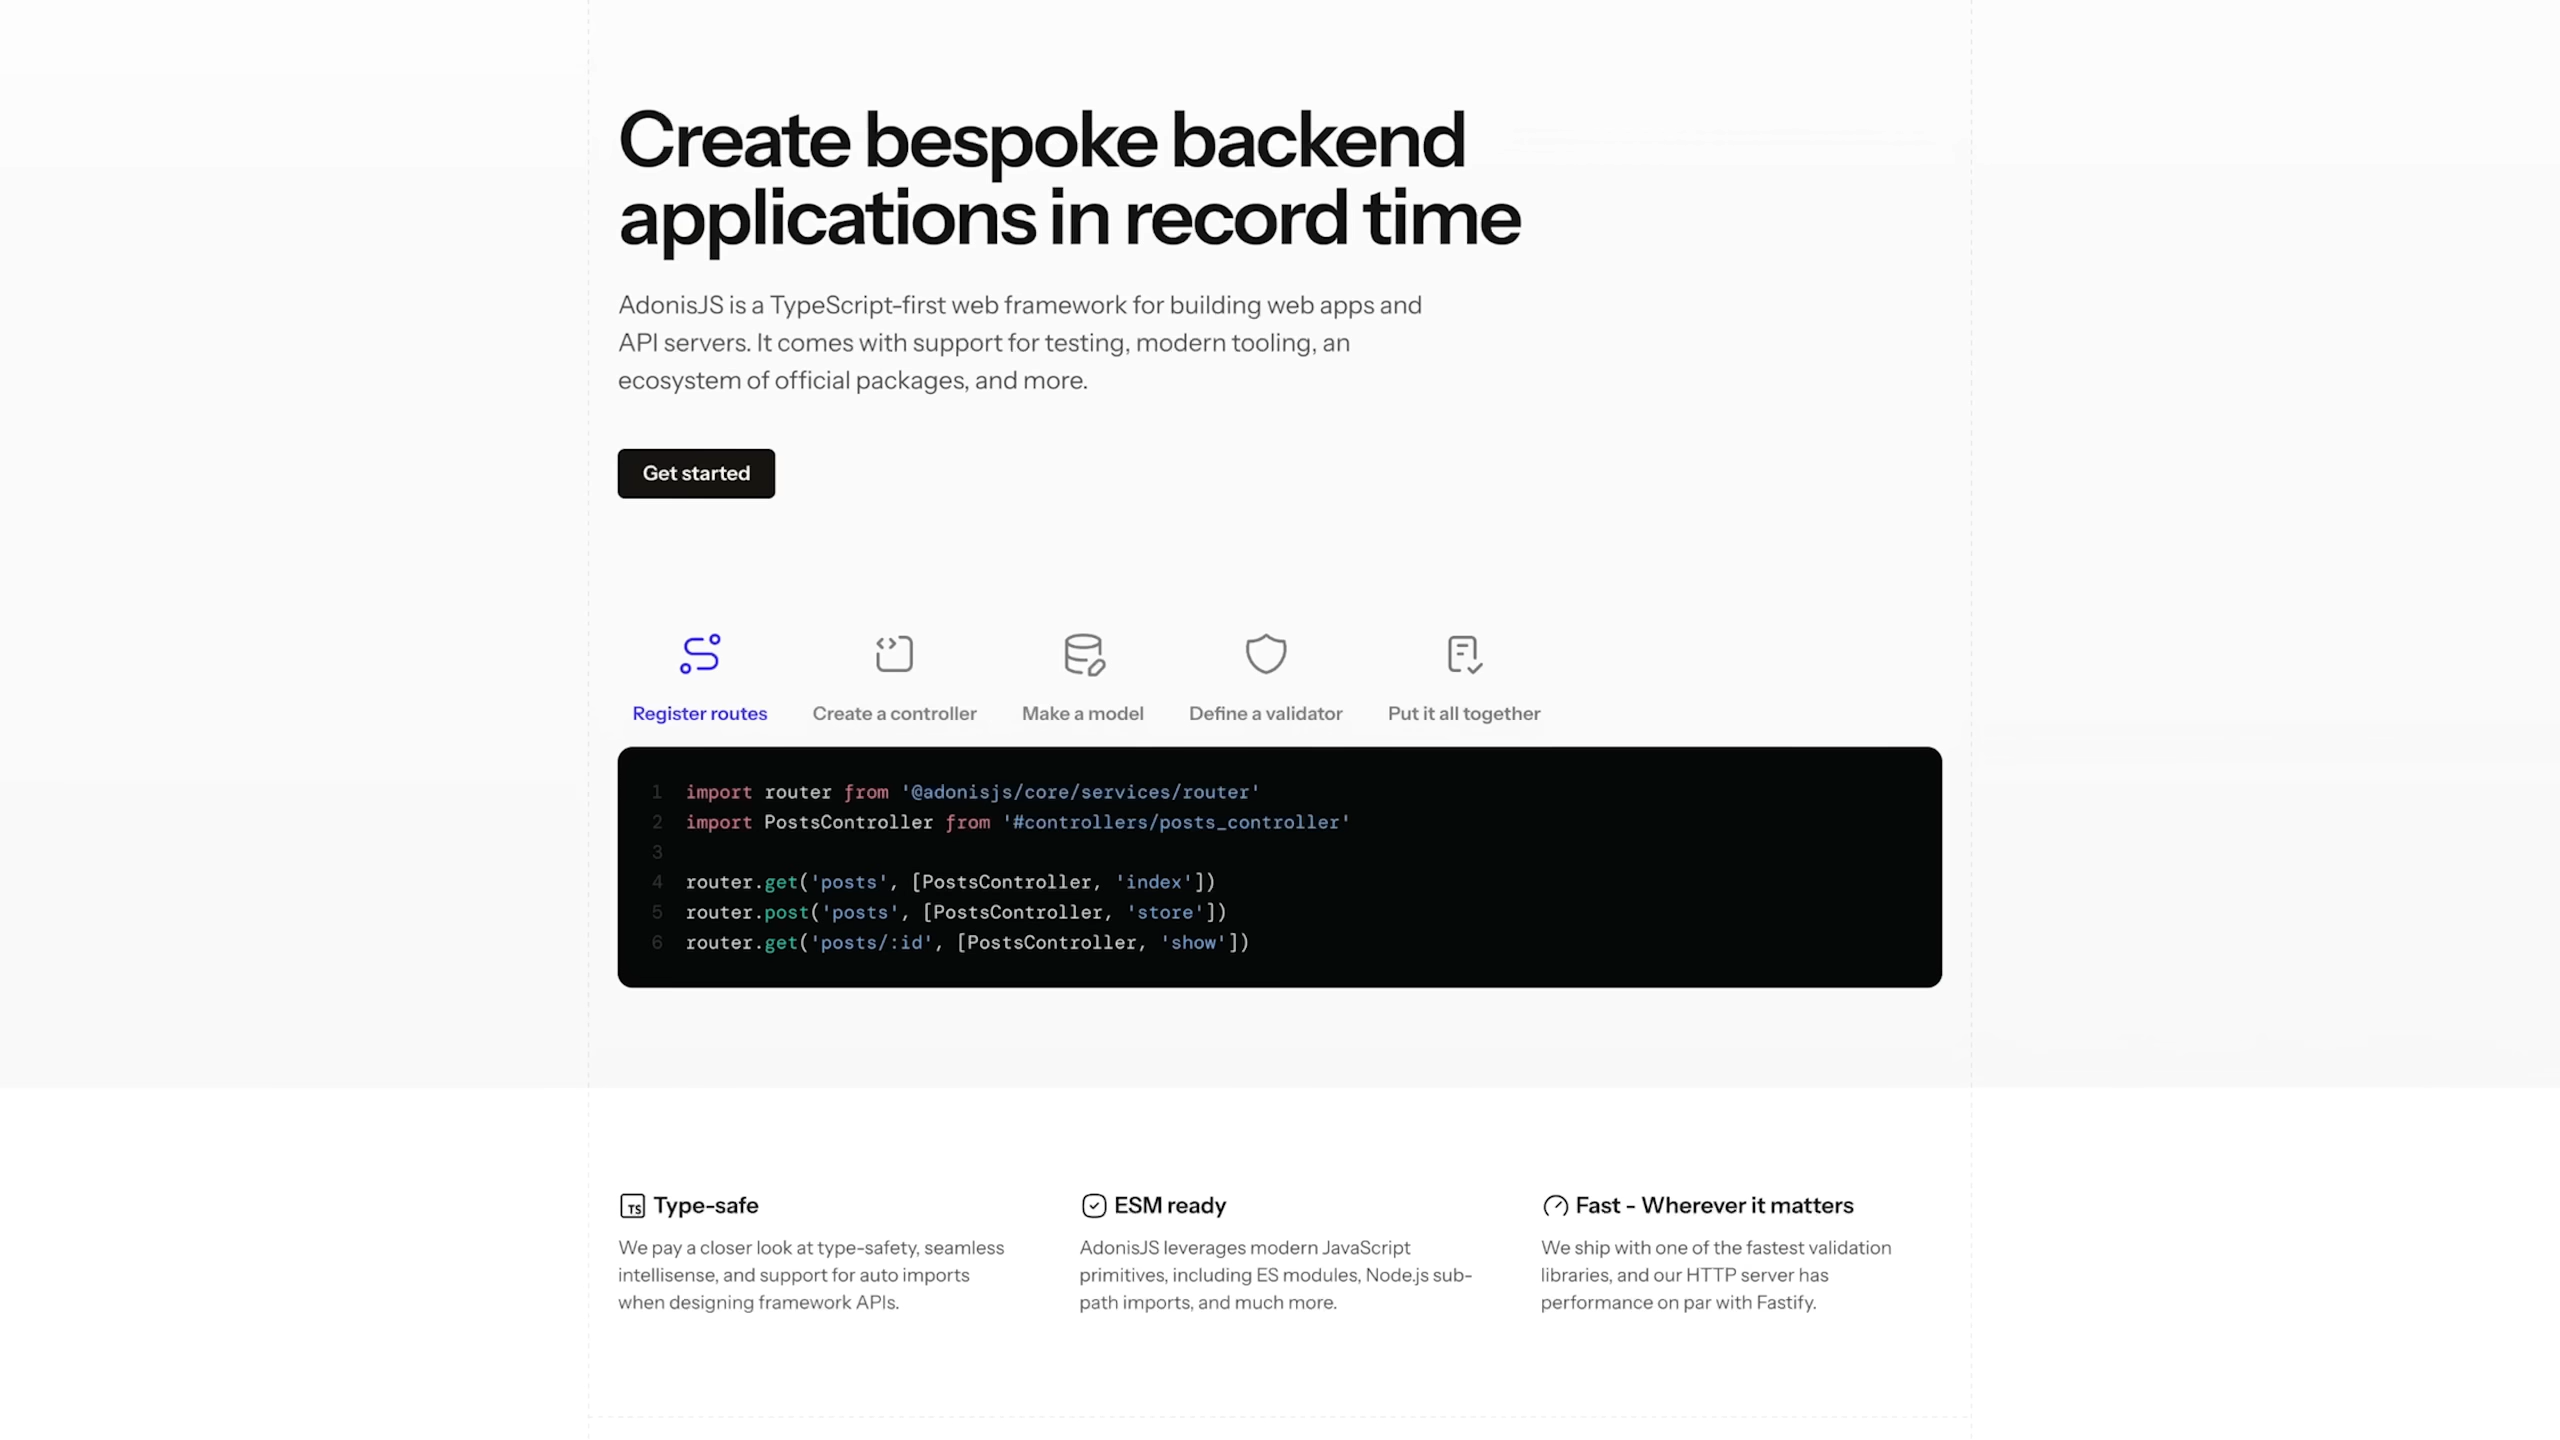 Create bespoke backend
applications in record time
AdonisJS is a TypeScript-first web framework for building web apps and
API servers. It comes with support for testing, modern tooling, an
ecosystem of official packages, and more.
Get started
Register routes
Create a controller
Make a model
Define a validator
Put it all together
1 import router from '@adonisjs/core/services/router'
2 import PostsController from '#controllers/posts_controller'
3
4 router.get('posts', [PostsController, 'index'])
5 router.post('posts', [PostsController, 'store'])
6 router.get('posts/:id', [PostsController, 'show'])
TS Type-safe
We pay a closer look at type-safety, seamless
intellisense, and support for auto imports
when designing framework APIs.
ESM ready
AdonisJS leverages modern JavaScript
primitives, including ES modules, Node.js sub-
path imports, and much more.
Fast - Wherever it matters
We ship with one of the fastest validation
libraries, and our HTTP server has
performance on par with Fastify.